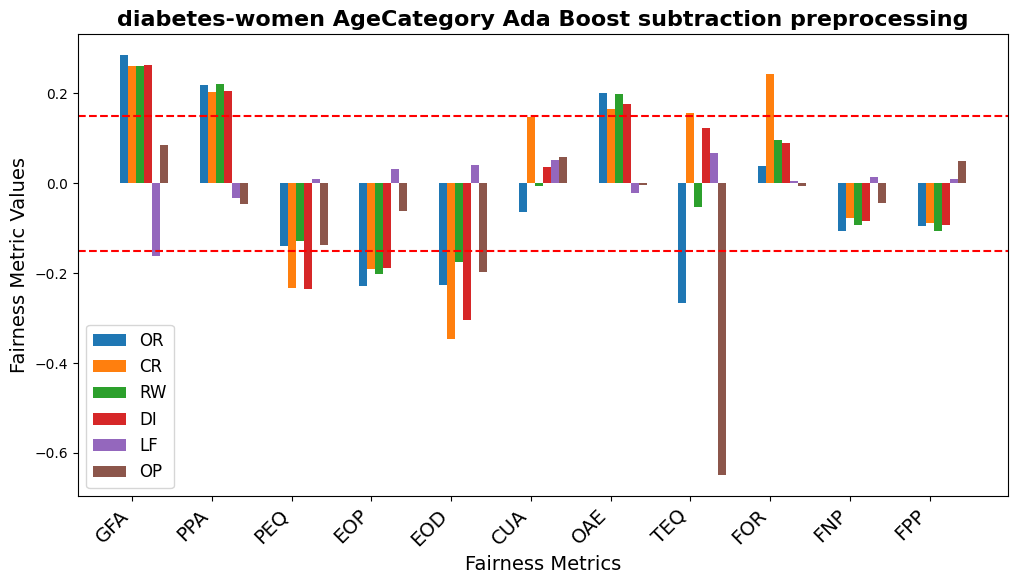 diabetes-women AgeCategory Ada Boost subtraction preprocessing
Fairness Metric Values
0.2
0.0
−0.2
−0.4
−0.6
OR
CR
RW
DI
LF
OP
GFA
PPA
PEQ
EOP
EOD
CUA
OAE
TEQ
FOR
FNP
FPP
Fairness Metrics